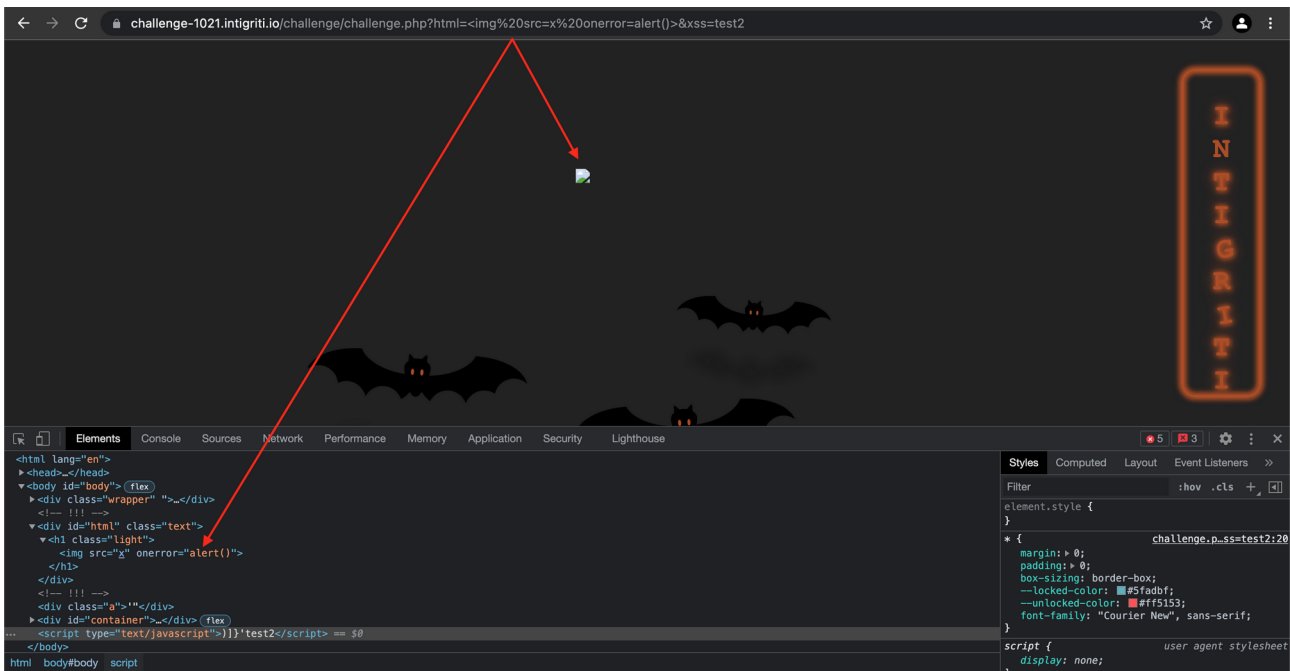 challenge-1021.intigriti.io/challenge/challenge.php?html=<img%20src=x%20onerror=alert()>&xss=test2
I
N
T
I
G
R
I
T
I
Elements Console Sources Network Performance Memory Application Security Lighthouse 5 3
<html lang="en">
<head>…</head>
<body id="body"> flex
<div class="wrapper" ">…</div>
<!-- !!! -->
<div id="html" class="text">
<h1 class="light">
<img src="x" onerror="alert()">
</h1>
</div>
<!-- !!! -->
<div class="a">'"</div>
<div id="container">…</div> flex
… <script type="text/javascript">)]}'test2</script> == $0
</body>
html body#body script
Styles Computed Layout Event Listeners »
Filter :hov .cls +
element.style {
}
* { challenge.p…ss=test2:20
margin: 0;
padding: 0;
box-sizing: border-box;
--locked-color: #5fadbf;
--unlocked-color: #ff5153;
font-family: "Courier New", sans-serif;
}
script { user agent stylesheet
display: none;